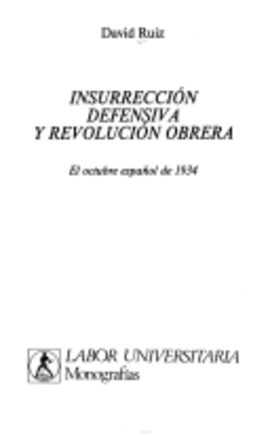 David Ruiz
INSURRECCIÓN
DEFENSIVA
Y REVOLUCIÓN OBRERA
El octubre español de 1934
LABOR UNIVERSITARIA
Monografías